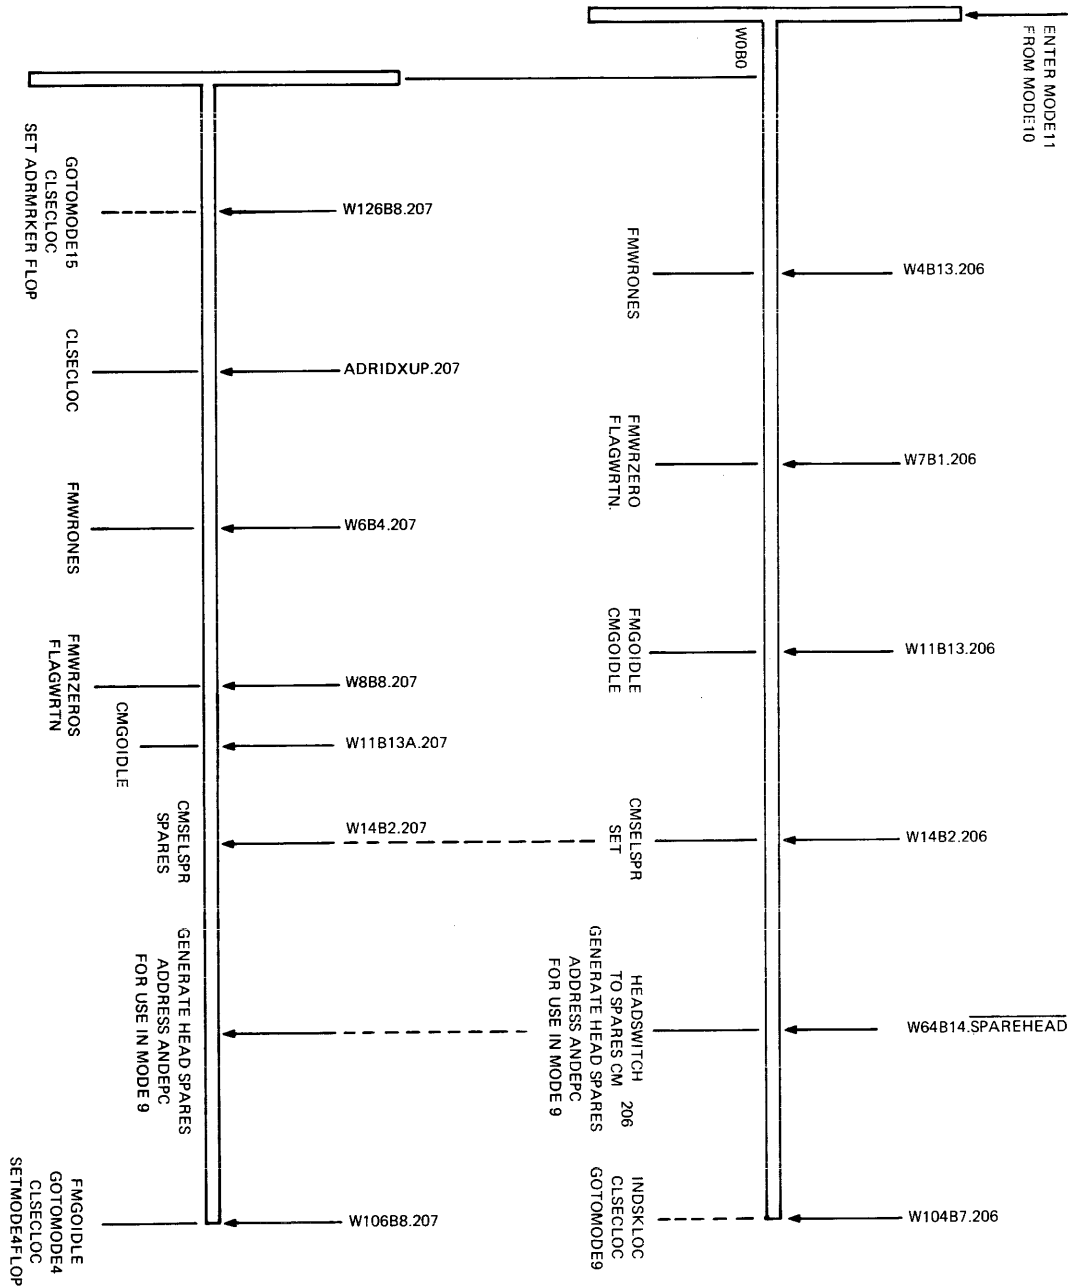 ENTER MODE11
FROM MODE10
W0B0
W4B13.206
FMWRONES
W7B1.206
FMWRZERO
FLAGWRTN.
W11B13.206
FMGOIDLE
CMGOIDLE
W14B2.206
CMSELSPR
SET
W64B14.SPAREHEAD
HEADSWITCH
TO SPARES CM 206
GENERATE HEAD SPARES
ADDRESS ANDEPC
FOR USE IN MODE 9
W104B7.206
INDSKLOC
CLSECLOC
GOTOMODE9
W126B8.207
GOTOMODE15
CLSECLOC
SET ADRMRKER FLOP
ADRIDXUP.207
CLSECLOC
W6B4.207
FMWRONES
W8B8.207
FMWRZEROS
FLAGWRTN
W11B13A.207
CMGOIDLE
W14B2.207
CMSELSPR
SPARES
GENERATE HEAD SPARES
ADDRESS ANDEPC
FOR USE IN MODE 9
W106B8.207
FMGOIDLE
GOTOMODE4
CLSECLOC
SETMODE4FLOP